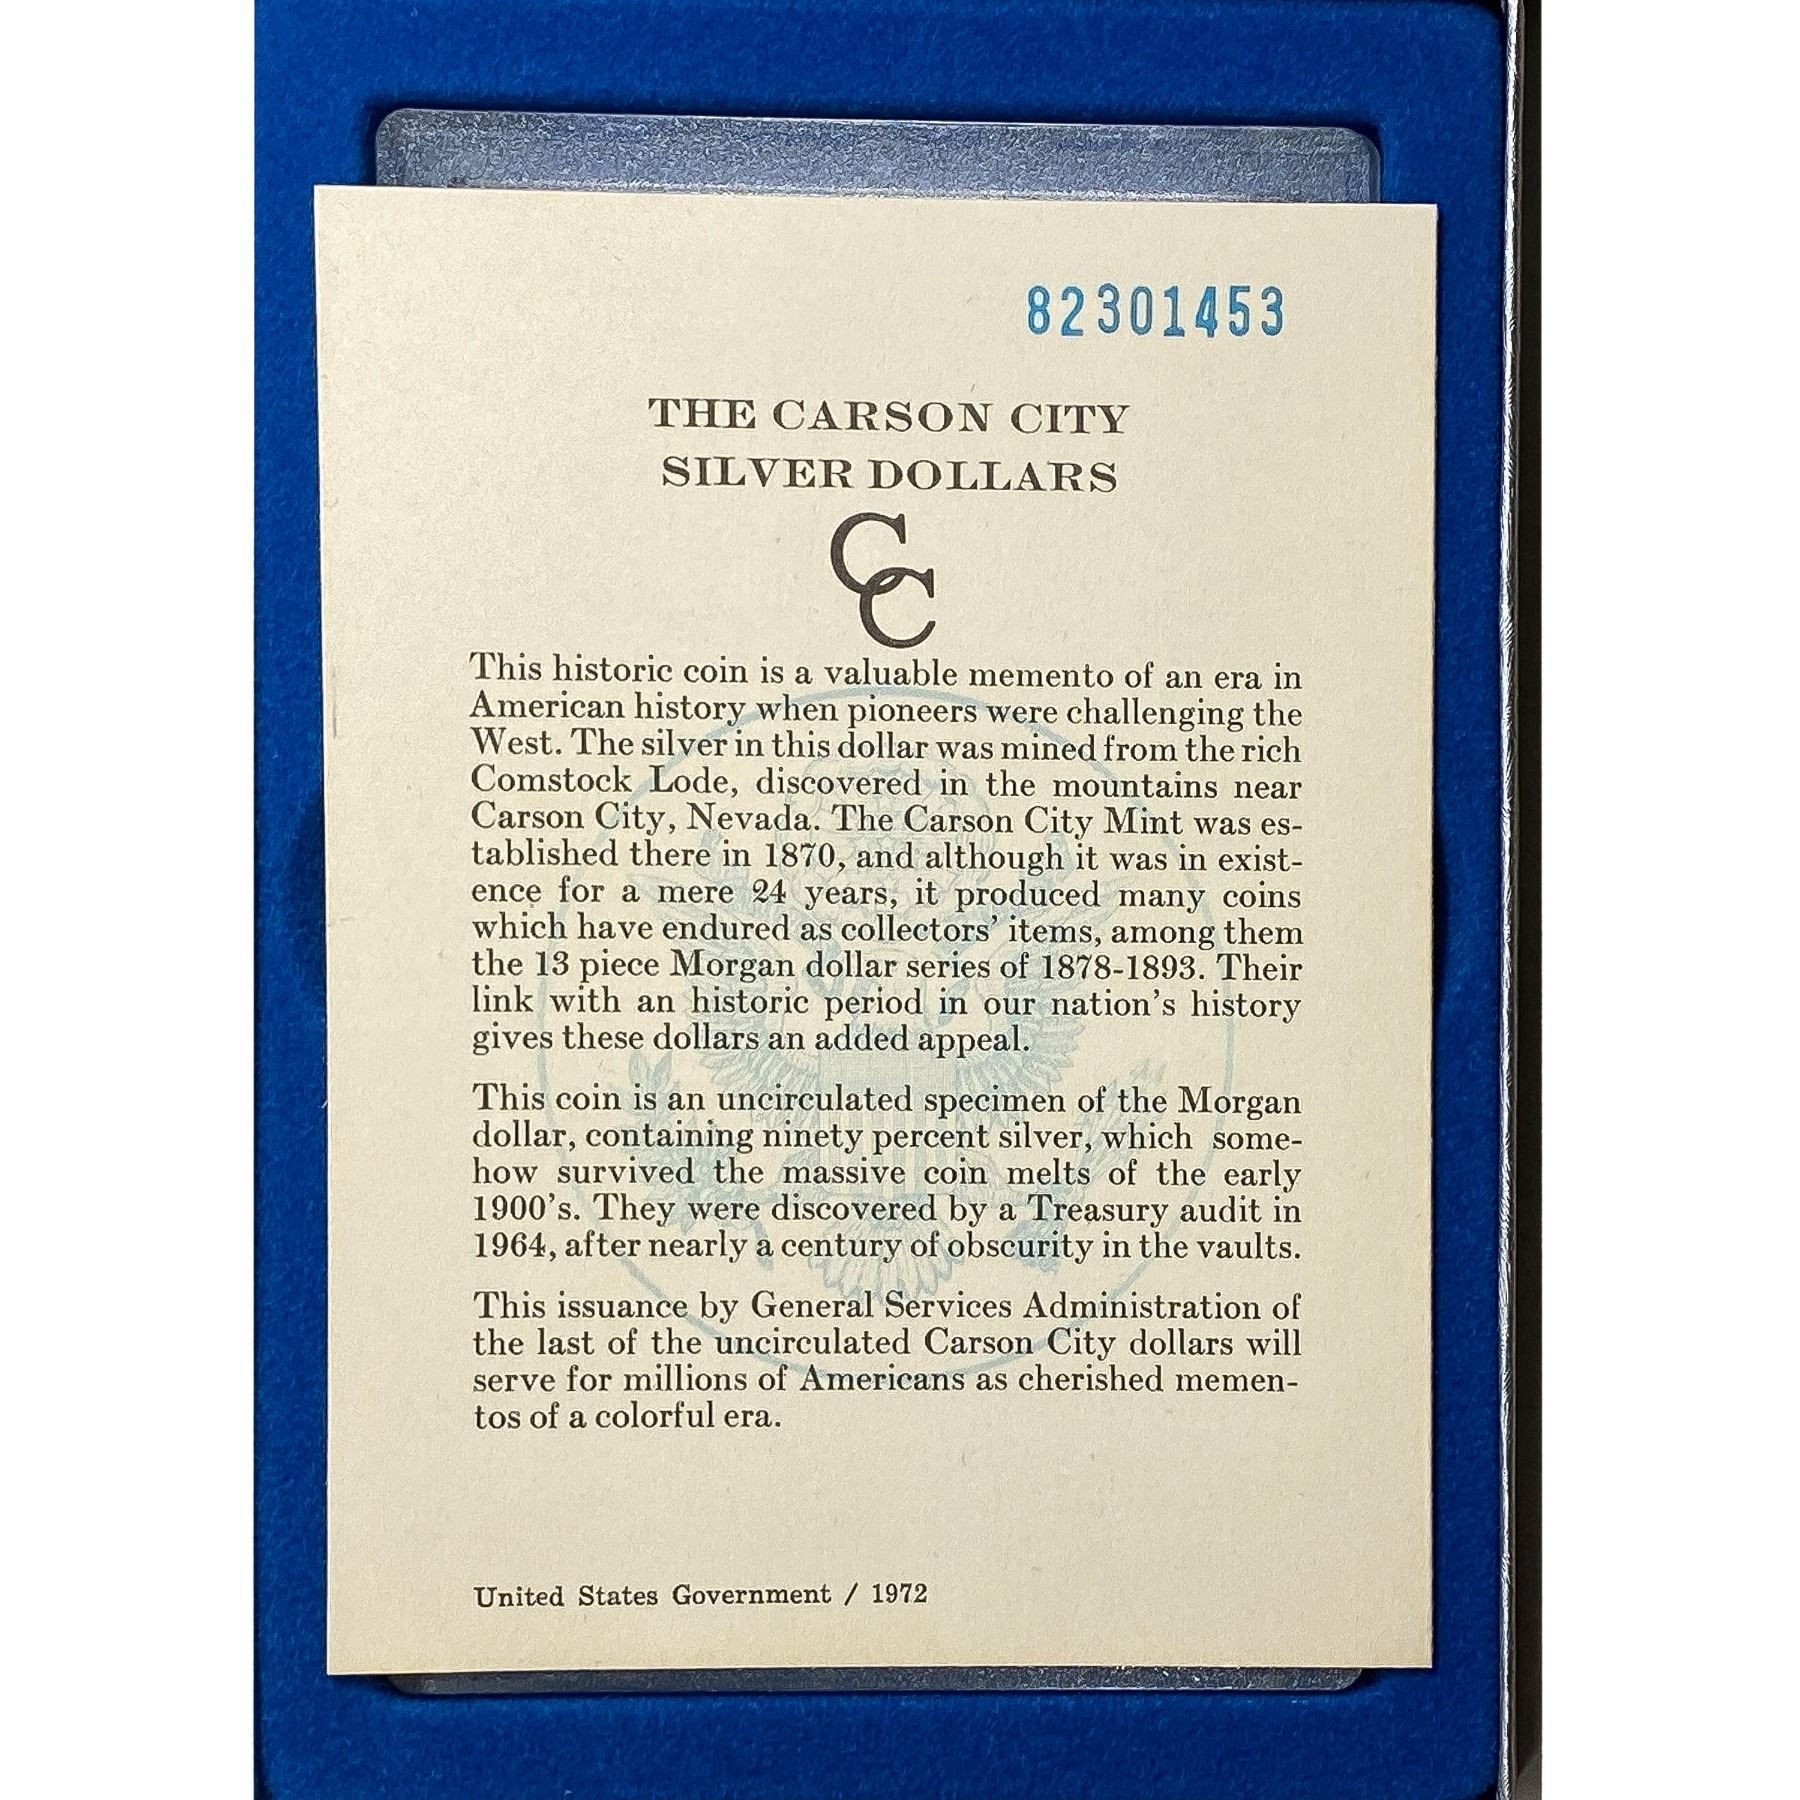 82301453
THE CARSON CITY
SILVER DOLLARS
CC
This historic coin is a valuable memento of an era in
American history when pioneers were challenging the
West. The silver in this dollar was mined from the rich
Comstock Lode, discovered in the mountains near
Carson City, Nevada. The Carson City Mint was es-
tablished there in 1870, and although it was in exist-
ence for a mere 24 years, it produced many coins
which have endured as collectors' items, among them
the 13 piece Morgan dollar series of 1878-1893. Their
link with an historic period in our nation's history
gives these dollars an added appeal.
This coin is an uncirculated specimen of the Morgan
dollar, containing ninety percent silver, which some-
how survived the massive coin melts of the early
1900's. They were discovered by a Treasury audit in
1964, after nearly a century of obscurity in the vaults.
This issuance by General Services Administration of
the last of the uncirculated Carson City dollars will
serve for millions of Americans as cherished memen-
tos of a colorful era.
United States Government / 1972